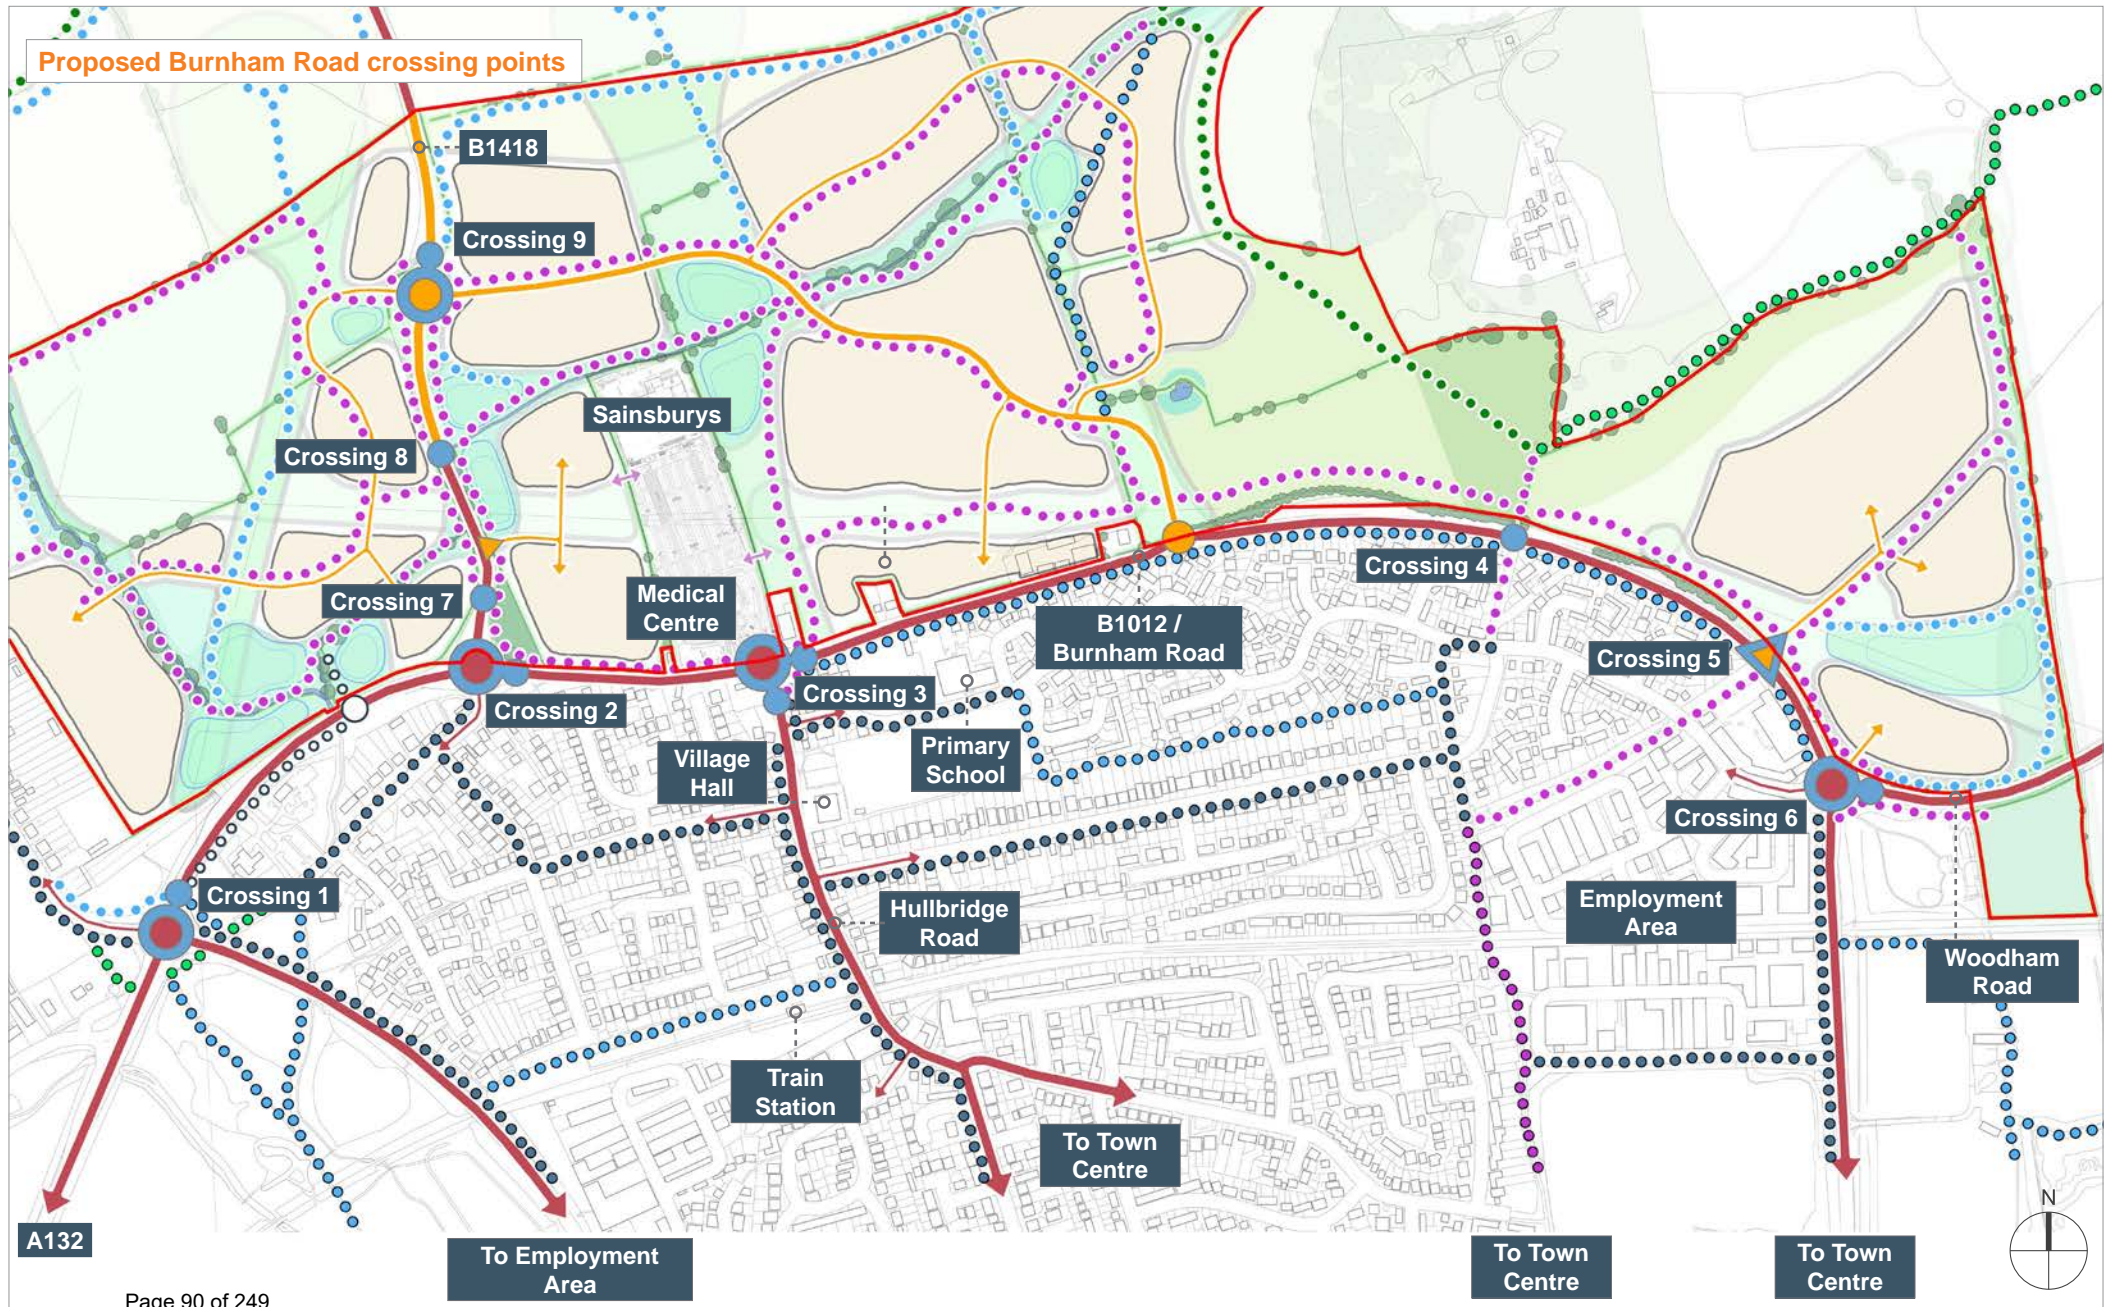 Proposed Burnham Road crossing points
B1418
Crossing 9
Sainsburys
Crossing 8
Crossing 4
Crossing 7
Medical
Centre
B1012 /
Burnham Road
Crossing 5
Crossing 3
Crossing 2
Village
Hall
Primary
School
Crossing 6
Crossing 1
Hullbridge
Road
Employment
Area
Woodham
Road
Train
Station
To Town
Centre
N
A132
To Employment
Area
To Town
Centre
To Town
Centre
Page 90 of 249